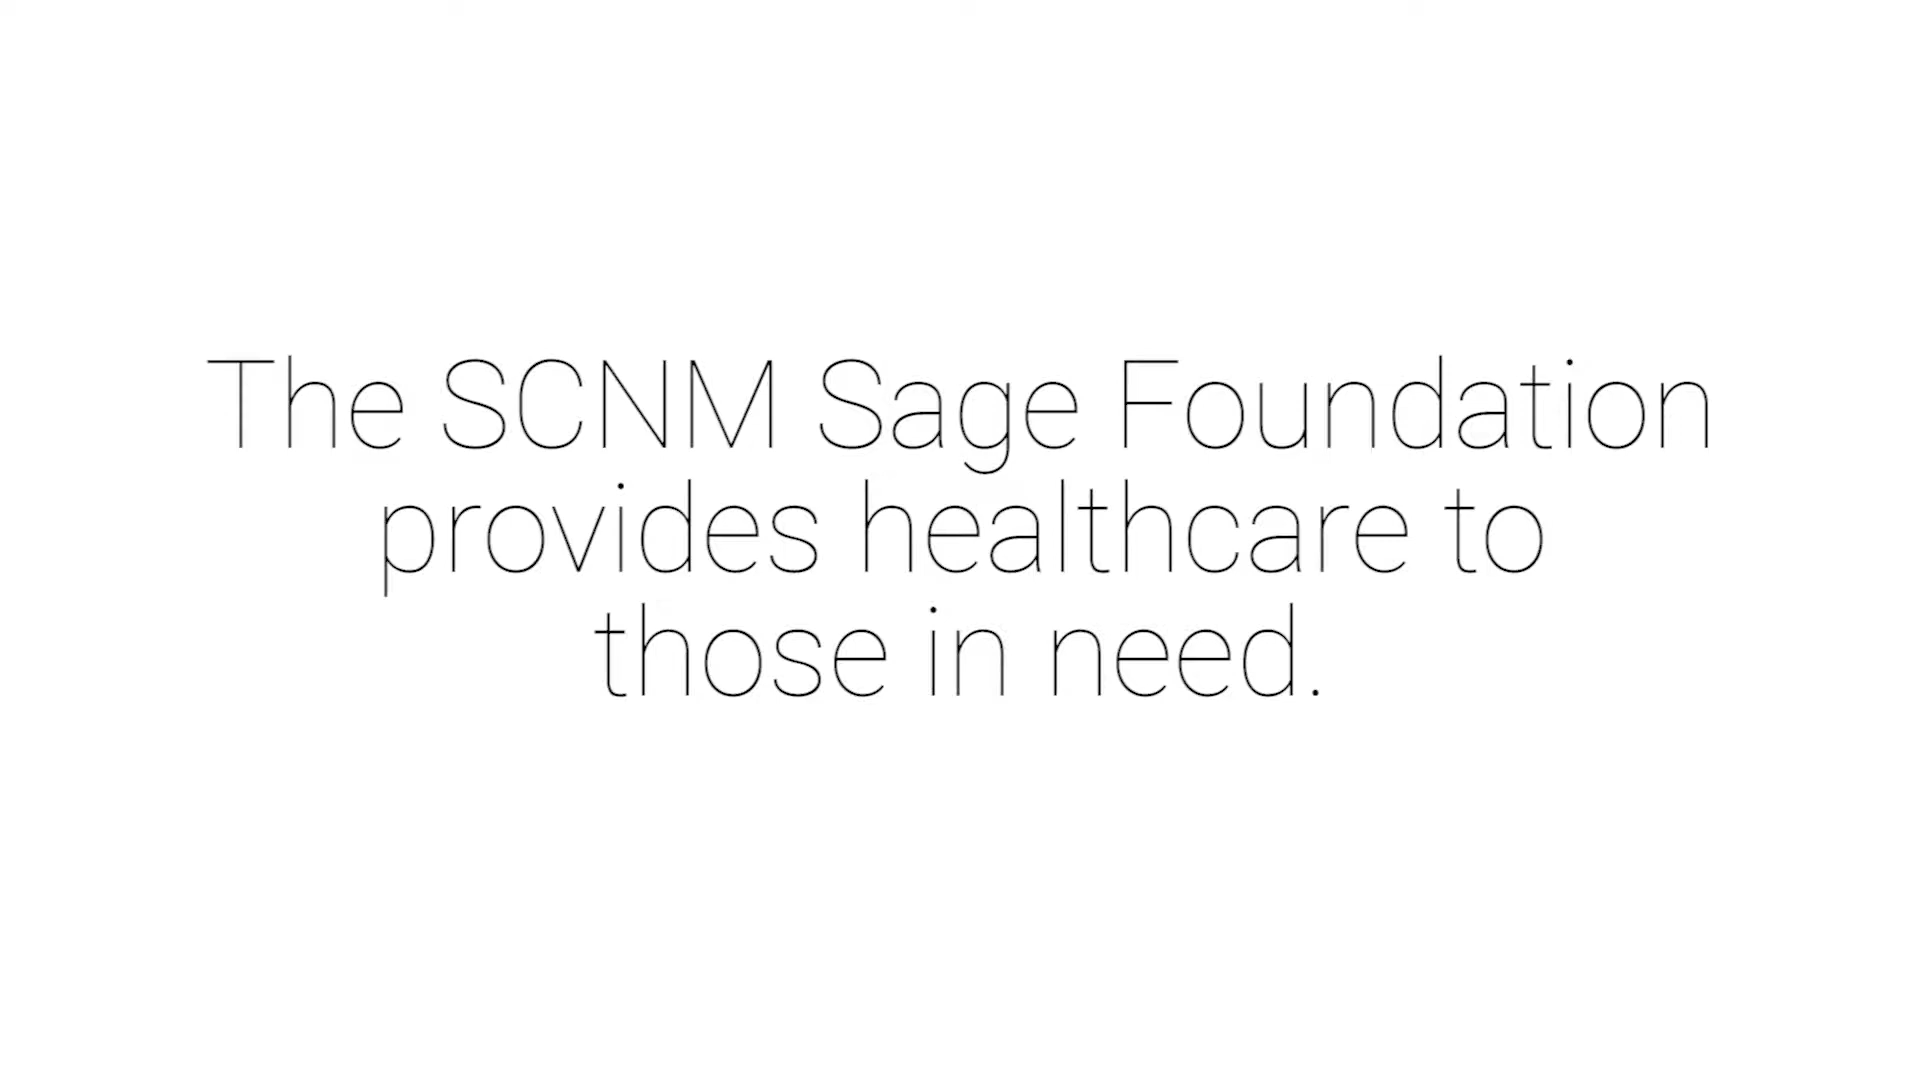 The SCNM Sage Foundation
provides healthcare to
those in need.